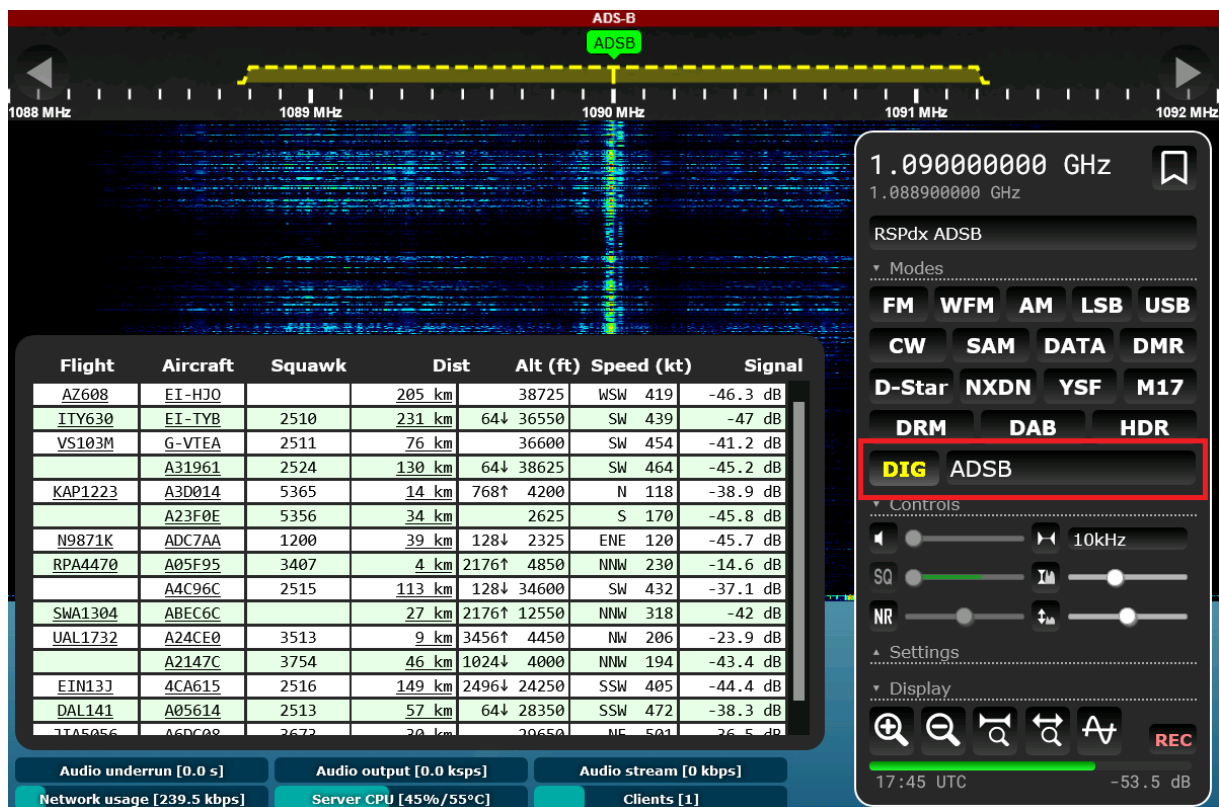 ADS-B
ADSB
1088 MHz 1089 MHz 1090 MHz 1091 MHz 1092 MHz
1.090000000 GHz
1.088900000 GHz
RSPdx ADSB
▾ Modes
FM WFM AM LSB USB
CW SAM DATA DMR
D-Star NXDN YSF M17
DRM DAB HDR
DIG ADSB
▾ Controls
10kHz
SQ
NR
▴ Settings
▾ Display
REC
17:45 UTC -53.5 dB
Flight Aircraft Squawk Dist Alt (ft) Speed (kt) Signal
AZ608 EI-HJO 205 km 38725 WSW 419 -46.3 dB
ITY630 EI-TYB 2510 231 km 64↓ 36550 SW 439 -47 dB
VS103M G-VTEA 2511 76 km 36600 SW 454 -41.2 dB
A31961 2524 130 km 64↓ 38625 SW 464 -45.2 dB
KAP1223 A3D014 5365 14 km 768↑ 4200 N 118 -38.9 dB
A23F0E 5356 34 km 2625 S 170 -45.8 dB
N9871K ADC7AA 1200 39 km 128↓ 2325 ENE 120 -45.7 dB
RPA4470 A05F95 3407 4 km 2176↑ 4850 NNW 230 -14.6 dB
A4C96C 2515 113 km 128↓ 34600 SW 432 -37.1 dB
SWA1304 ABEC6C 27 km 2176↑ 12550 NNW 318 -42 dB
UAL1732 A24CE0 3513 9 km 3456↑ 4450 NW 206 -23.9 dB
A2147C 3754 46 km 1024↓ 4000 NNW 194 -43.4 dB
EIN13J 4CA615 2516 149 km 2496↓ 24250 SSW 405 -44.4 dB
DAL141 A05614 2513 57 km 64↓ 28350 SSW 472 -38.3 dB
Audio underrun [0.0 s] Audio output [0.0 ksps] Audio stream [0 kbps]
Network usage [239.5 kbps] Server CPU [45%/55°C] Clients [1]